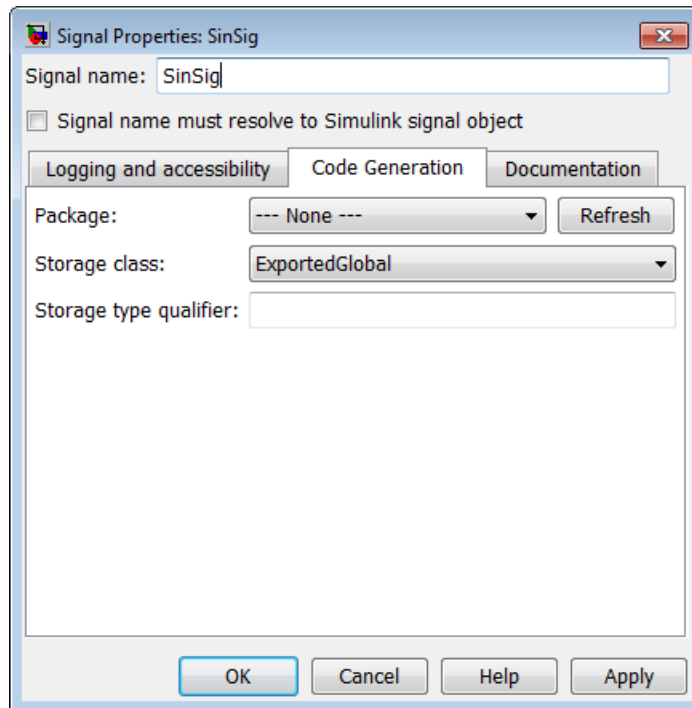 Signal Properties: SinSig
Signal name: SinSig
Signal name must resolve to Simulink signal object
Logging and accessibility Code Generation Documentation
Package: --- None --- Refresh
Storage class: ExportedGlobal
Storage type qualifier:
OK Cancel Help Apply